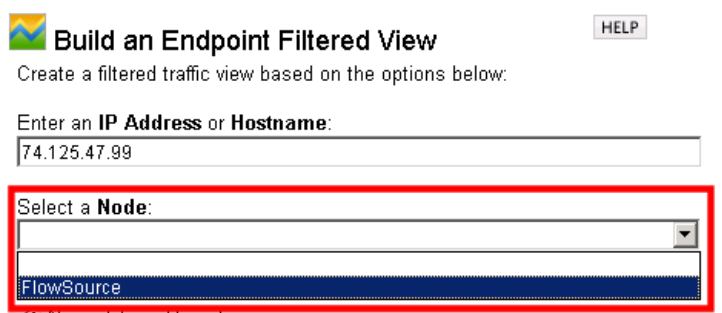 Build an Endpoint Filtered View
HELP
Create a filtered traffic view based on the options below:
Enter an IP Address or Hostname:
74.125.47.99
Select a Node:
FlowSource